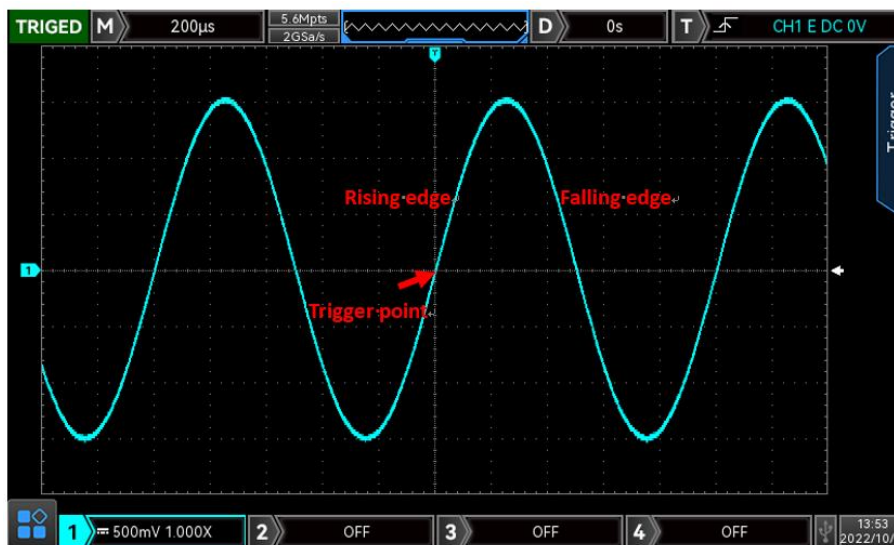 TRIGED M 200µs 5.6Mpts D 0s T CH1 E DC 0V
2GSa/s
T
Trigger
Rising edge Falling edge
1
Trigger point
1 500mV 1.000X 2 OFF 3 OFF 4 OFF 13:53
2022/10/